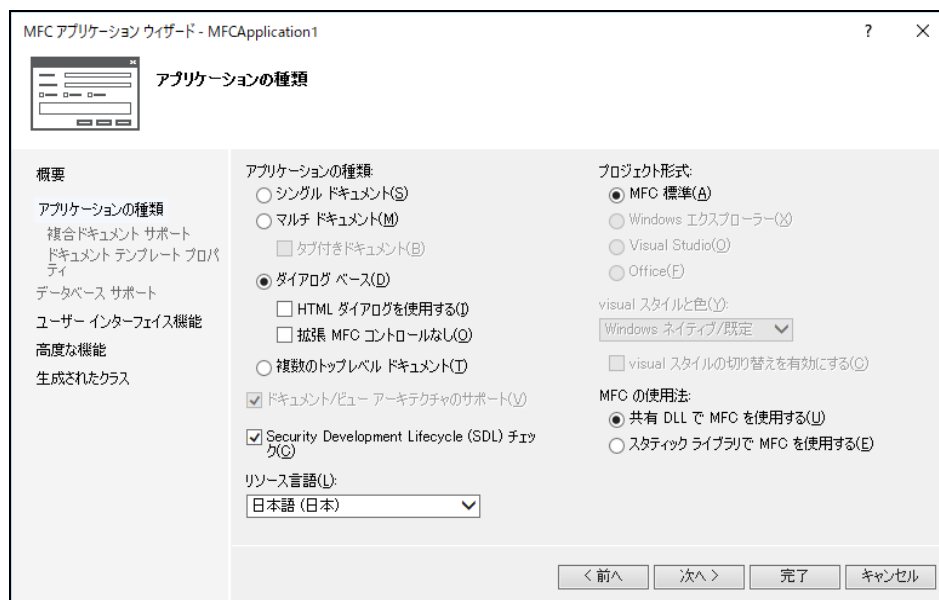 MFC アプリケーション ウィザード - MFCApplication1
?
アプリケーションの種類
概要
アプリケーションの種類
複合ドキュメント サポート
ドキュメント テンプレート プロパ
ティ
データベース サポート
ユーザー インターフェイス機能
高度な機能
生成されたクラス
アプリケーションの種類:
シングル ドキュメント(S)
マルチ ドキュメント(M)
タブ付きドキュメント(B)
ダイアログ ベース(D)
HTML ダイアログを使用する(I)
拡張 MFC コントロールなし(O)
複数のトップレベル ドキュメント(T)
ドキュメント/ビュー アーキテクチャのサポート(V)
Security Development Lifecycle (SDL) チェッ
ク(C)
リソース言語(L):
日本語 (日本)
プロジェクト形式:
MFC 標準(A)
Windows エクスプローラー(X)
Visual Studio(O)
Office(F)
visual スタイルと色(Y):
Windows ネイティブ/既定
visual スタイルの切り替えを有効にする(C)
MFC の使用法:
共有 DLL で MFC を使用する(U)
スタティック ライブラリで MFC を使用する(E)
< 前へ
次へ >
完了
キャンセル